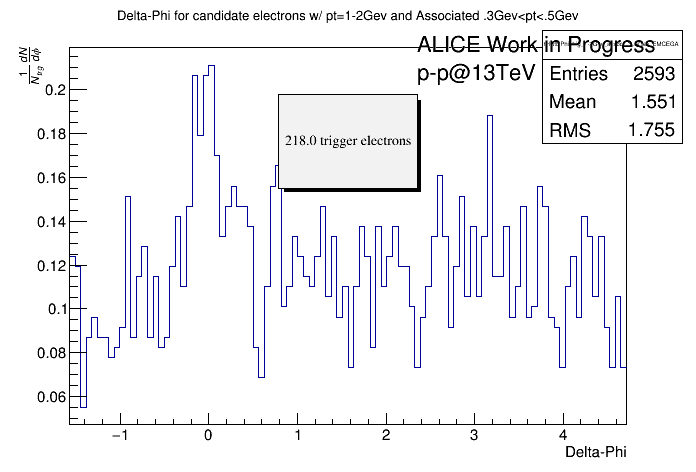 Delta-Phi for candidate electrons w/ pt=1-2Gev and Associated .3Gev<pt<.5GeV
ALICE Work in Progress
p-p@13TeV
Entries 2593
Mean 1.551
RMS 1.755
218.0 trigger electrons
1 dN
N_trg dϕ
0.2
0.18
0.16
0.14
0.12
0.1
0.08
0.06
−1 0 1 2 3 4
Delta-Phi